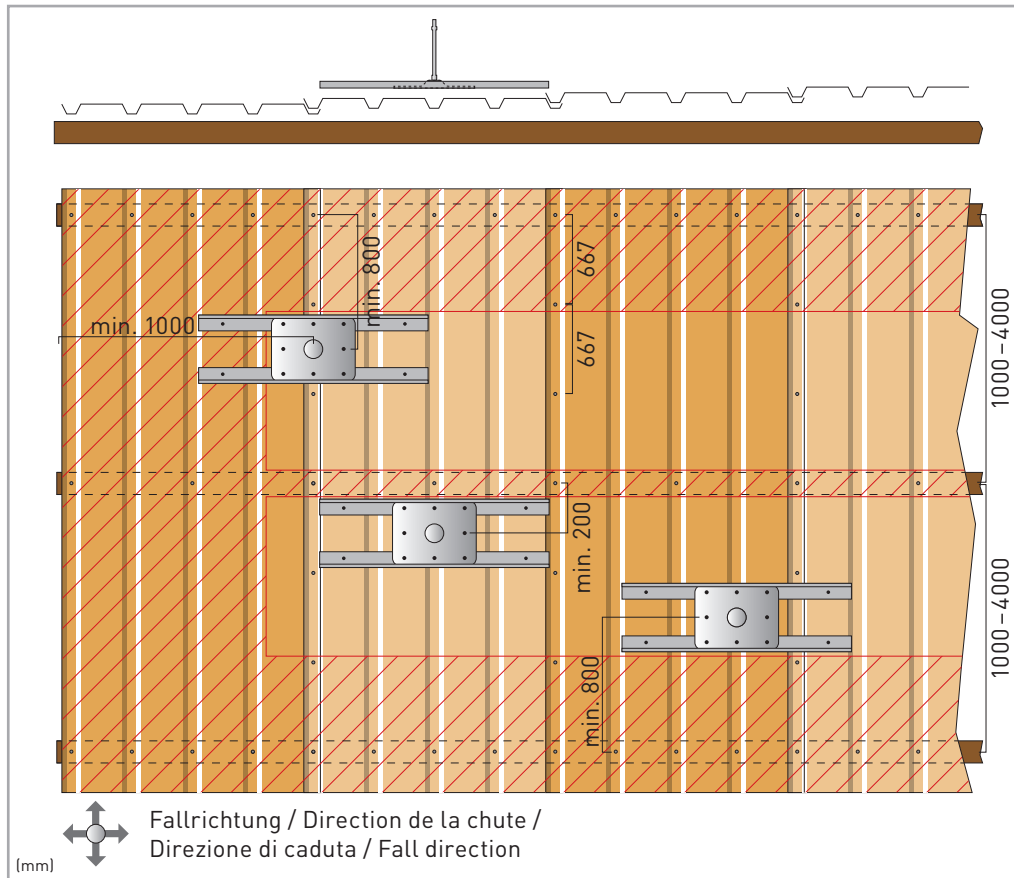 min. 800
667
min. 1000
667
1000–4000
min. 200
1000–4000
min. 800
Fallrichtung / Direction de la chute /
Direzione di caduta / Fall direction
(mm)